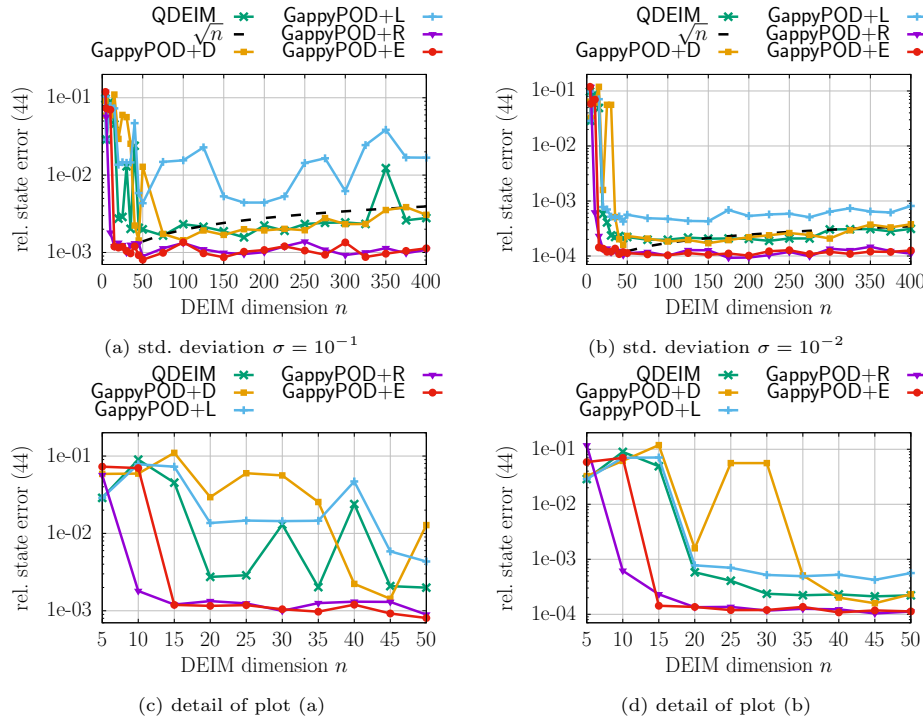 QDEIM
√n
GappyPOD+D
GappyPOD+L
GappyPOD+R
GappyPOD+E
rel. state error (44)
1e-01
1e-02
1e-03
0 50 100 150 200 250 300 350 400
DEIM dimension n
(a) std. deviation σ = 10⁻¹
QDEIM
√n
GappyPOD+D
GappyPOD+L
GappyPOD+R
GappyPOD+E
rel. state error (44)
1e-01
1e-02
1e-03
1e-04
0 50 100 150 200 250 300 350 400
DEIM dimension n
(b) std. deviation σ = 10⁻²
QDEIM
GappyPOD+D
GappyPOD+L
GappyPOD+R
GappyPOD+E
rel. state error (44)
1e-01
1e-02
1e-03
5 10 15 20 25 30 35 40 45 50
DEIM dimension n
(c) detail of plot (a)
QDEIM
GappyPOD+D
GappyPOD+L
GappyPOD+R
GappyPOD+E
rel. state error (44)
1e-01
1e-02
1e-03
1e-04
5 10 15 20 25 30 35 40 45 50
DEIM dimension n
(d) detail of plot (b)